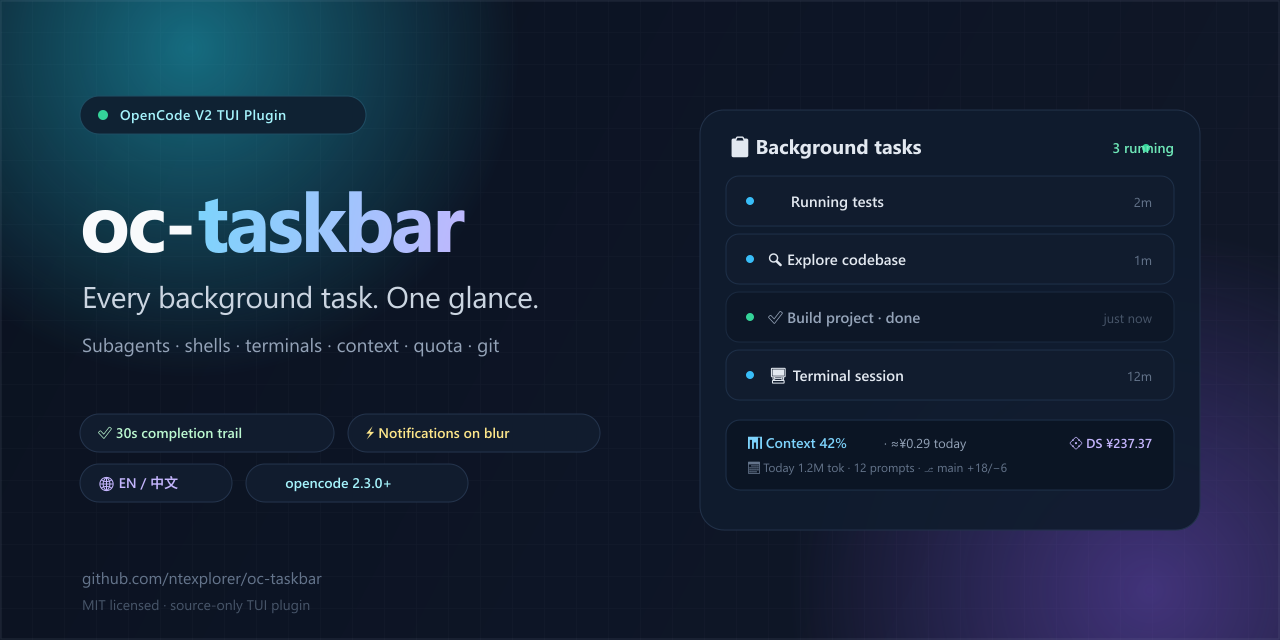 OpenCode V2 TUI Plugin
oc-taskbar
Every background task. One glance.
Subagents · shells · terminals · context · quota · git
✓ 30s completion trail
⚡ Notifications on blur
EN / 中文
opencode 2.3.0+
github.com/ntexplorer/oc-taskbar
MIT licensed · source-only TUI plugin
Background tasks
3 running
Running tests
2m
Explore codebase
1m
✓ Build project · done
just now
Terminal session
12m
Context 42% · ≈¥0.29 today
DS ¥237.37
Today 1.2M tok · 12 prompts · main +18/−6